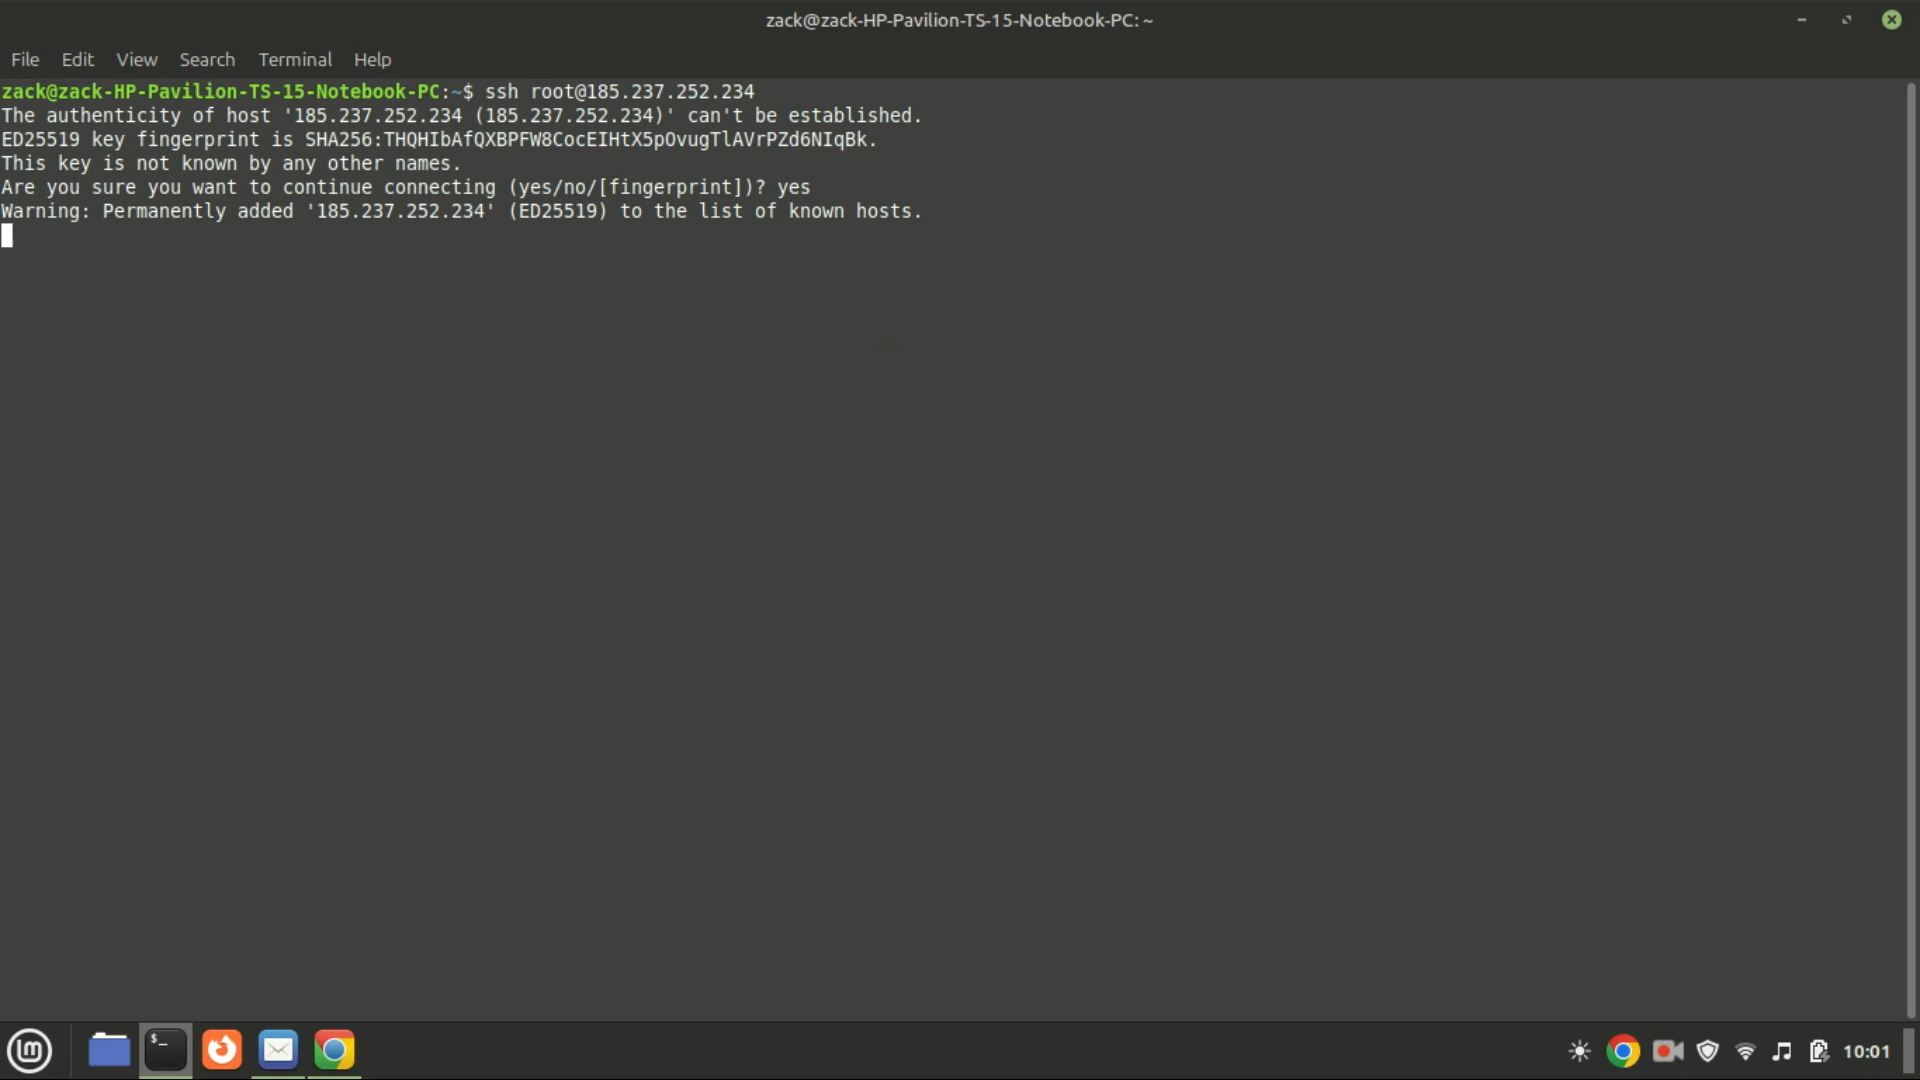 zack@zack-HP-Pavilion-TS-15-Notebook-PC: ~
File Edit View Search Terminal Help
zack@zack-HP-Pavilion-TS-15-Notebook-PC:~$ ssh root@185.237.252.234
The authenticity of host '185.237.252.234 (185.237.252.234)' can't be established.
ED25519 key fingerprint is SHA256:THQHIbAfQXBPFW8CocEIHtX5pOvugTlAVrPZd6NIqBk.
This key is not known by any other names.
Are you sure you want to continue connecting (yes/no/[fingerprint])? yes
Warning: Permanently added '185.237.252.234' (ED25519) to the list of known hosts.
$_
10:01